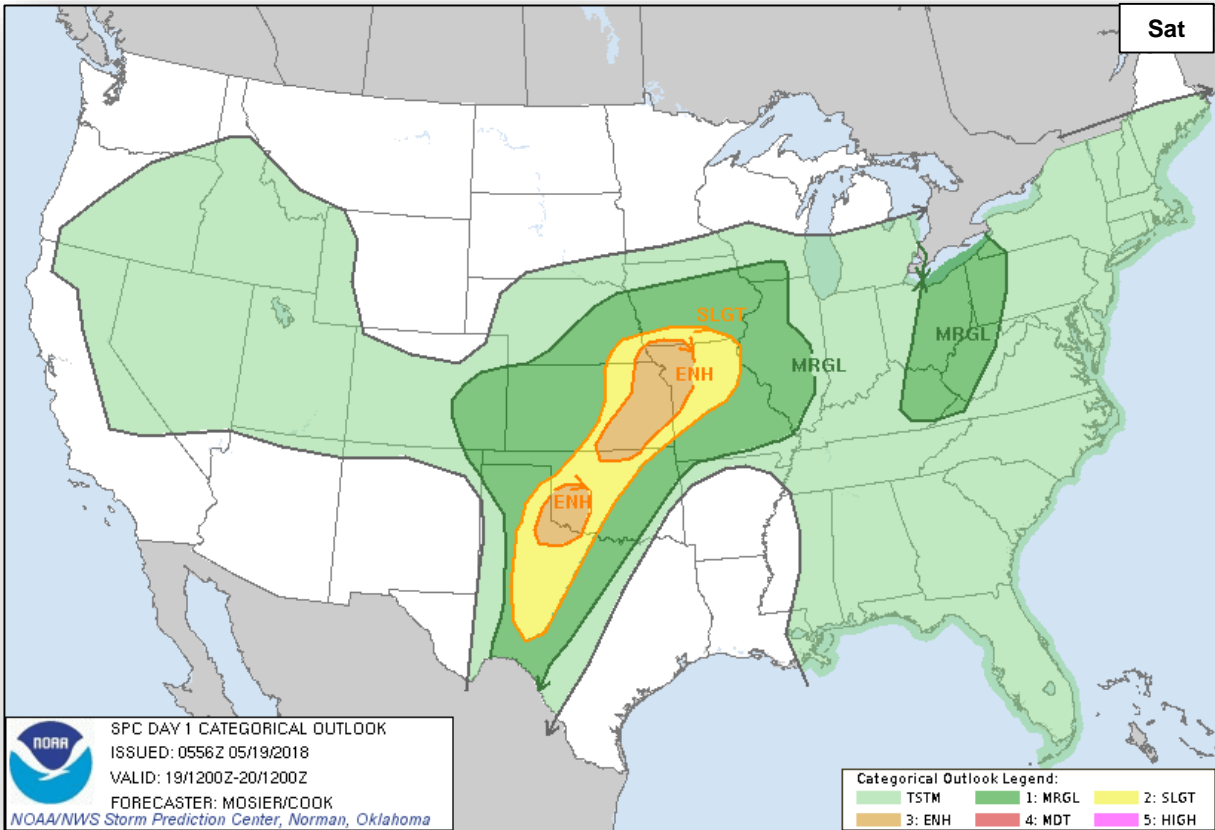 Sat
SLGT
MRGL
MRGL
ENH
ENH
NOAA
SPC DAY 1 CATEGORICAL OUTLOOK
ISSUED: 0556Z 05/19/2018
VALID: 19/1200Z-20/1200Z
FORECASTER: MOSIER/COOK
NOAA/NWS Storm Prediction Center, Norman, Oklahoma
Categorical Outlook Legend:
TSTM 1: MRGL 2: SLGT
3: ENH 4: MDT 5: HIGH